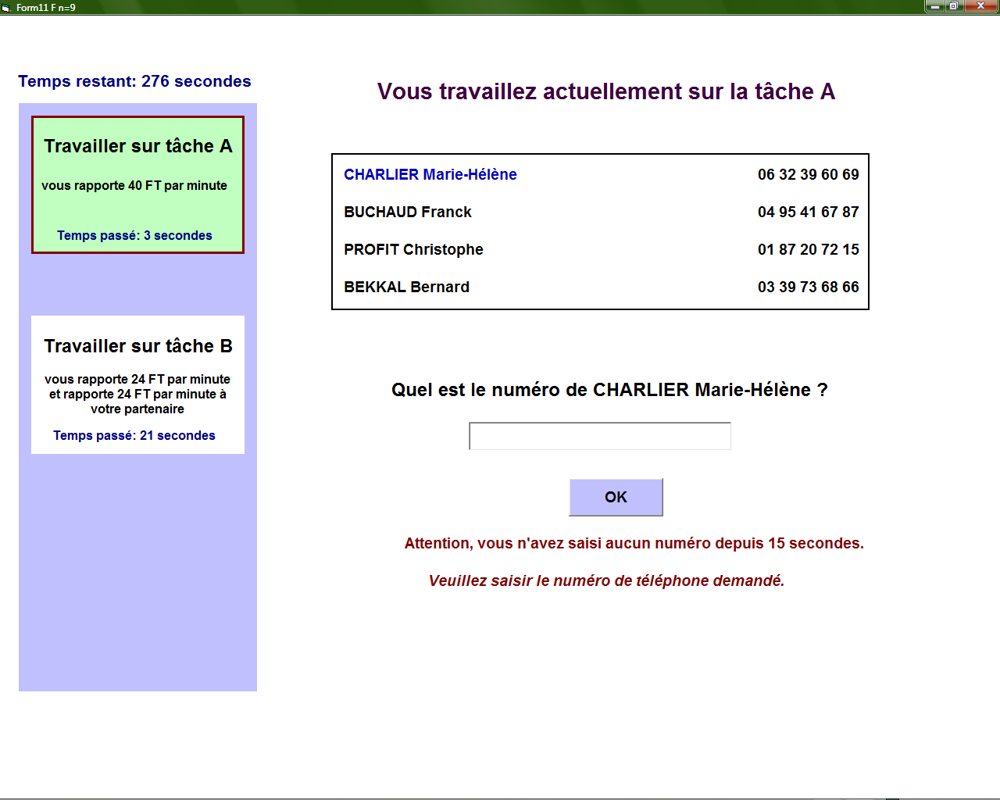 Form11 F n=9
Temps restant: 276 secondes
Travailler sur tâche A
vous rapporte 40 FT par minute
Temps passé: 3 secondes
Travailler sur tâche B
vous rapporte 24 FT par minute
et rapporte 24 FT par minute à
votre partenaire
Temps passé: 21 secondes
Vous travaillez actuellement sur la tâche A
CHARLIER Marie-Hélène 06 32 39 60 69
BUCHAUD Franck 04 95 41 67 87
PROFIT Christophe 01 87 20 72 15
BEKKAL Bernard 03 39 73 68 66
Quel est le numéro de CHARLIER Marie-Hélène ?
OK
Attention, vous n'avez saisi aucun numéro depuis 15 secondes.
Veuillez saisir le numéro de téléphone demandé.